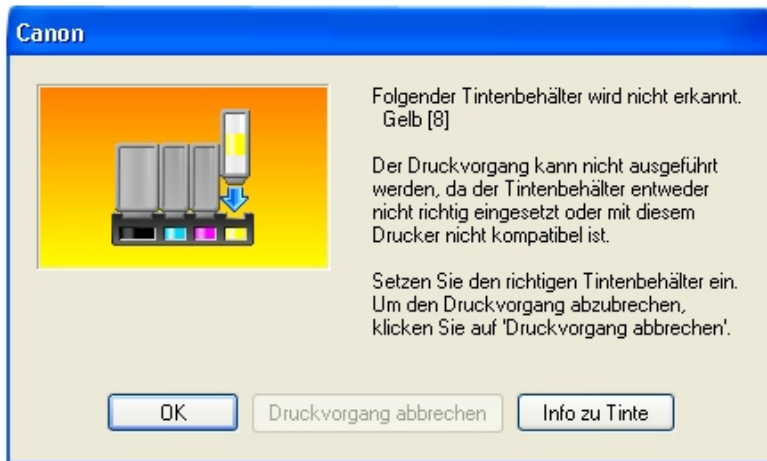 Canon
Folgender Tintenbehälter wird nicht erkannt.
Gelb [8]
Der Druckvorgang kann nicht ausgeführt
werden, da der Tintenbehälter entweder
nicht richtig eingesetzt oder mit diesem
Drucker nicht kompatibel ist.
Setzen Sie den richtigen Tintenbehälter ein.
Um den Druckvorgang abzubrechen,
klicken Sie auf 'Druckvorgang abbrechen'.
OK
Druckvorgang abbrechen
Info zu Tinte